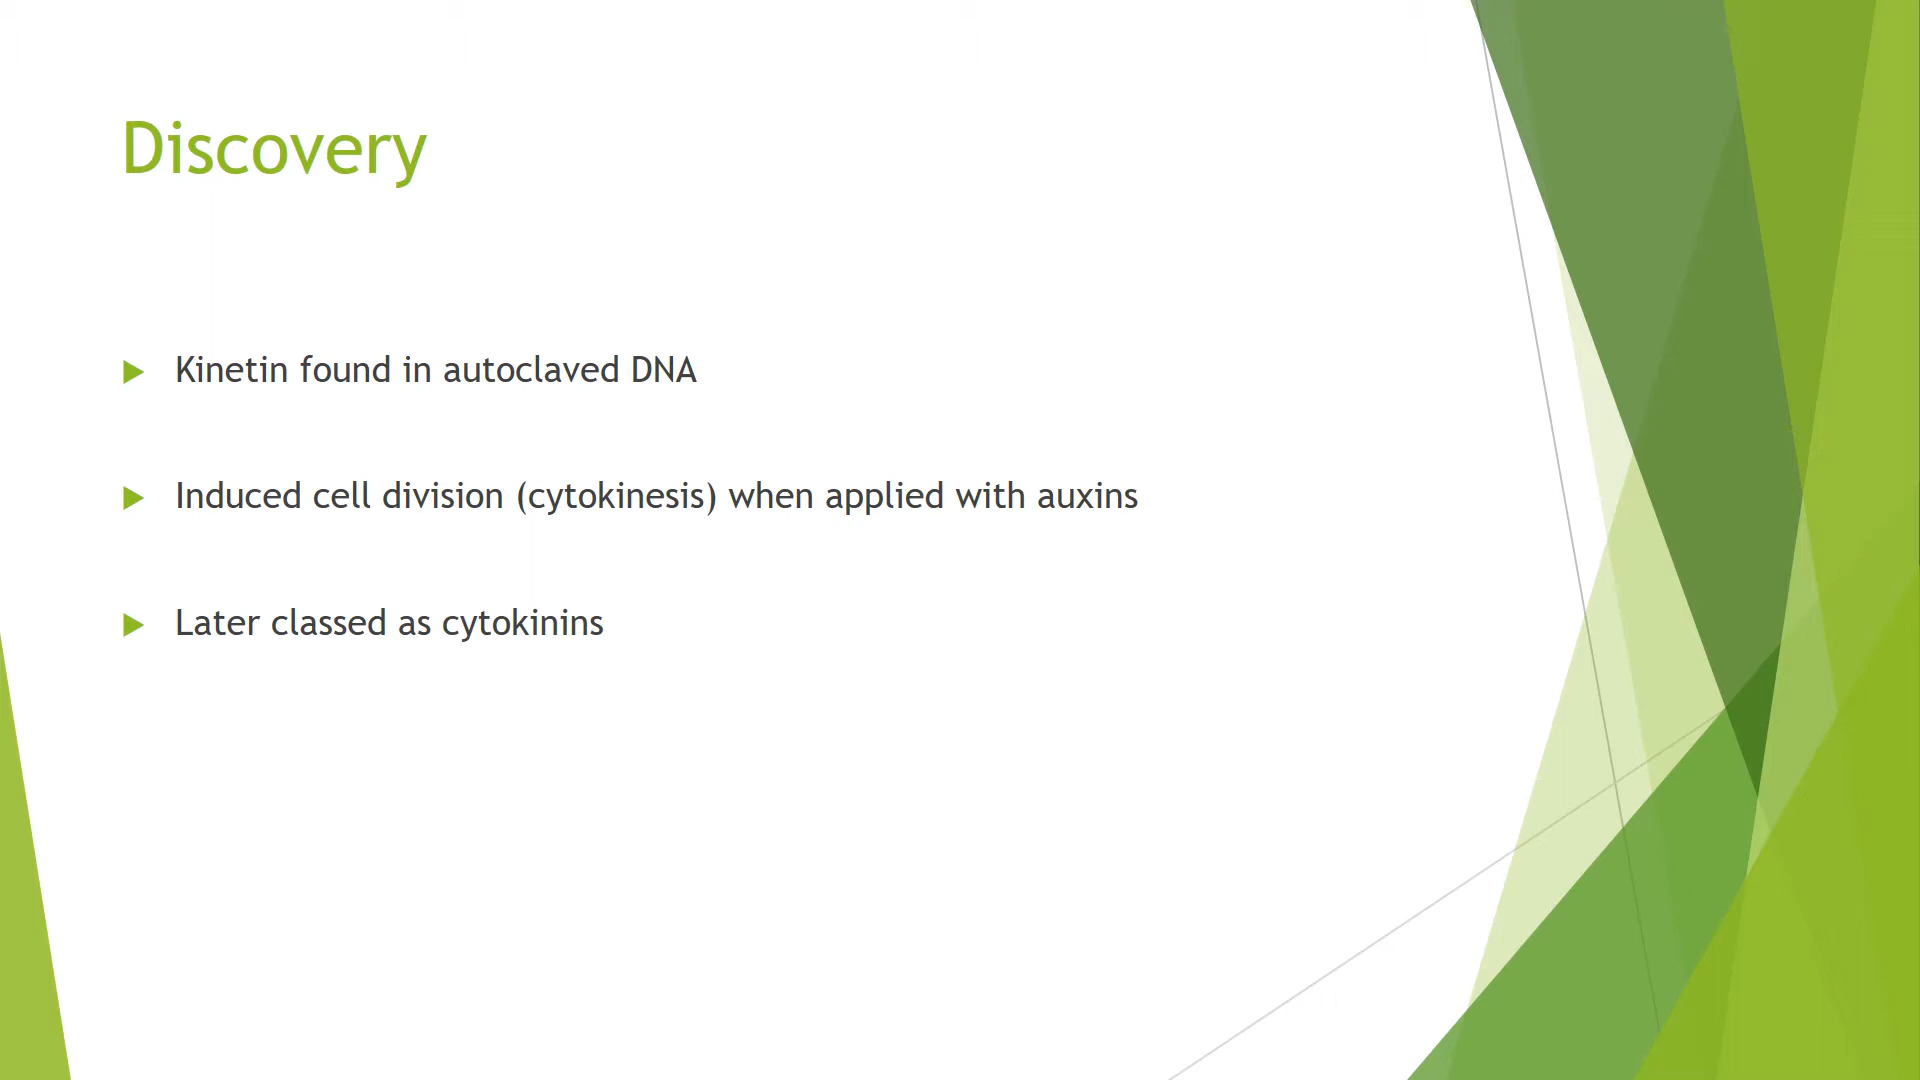 Discovery
Kinetin found in autoclaved DNA
Induced cell division (cytokinesis) when applied with auxins
Later classed as cytokinins